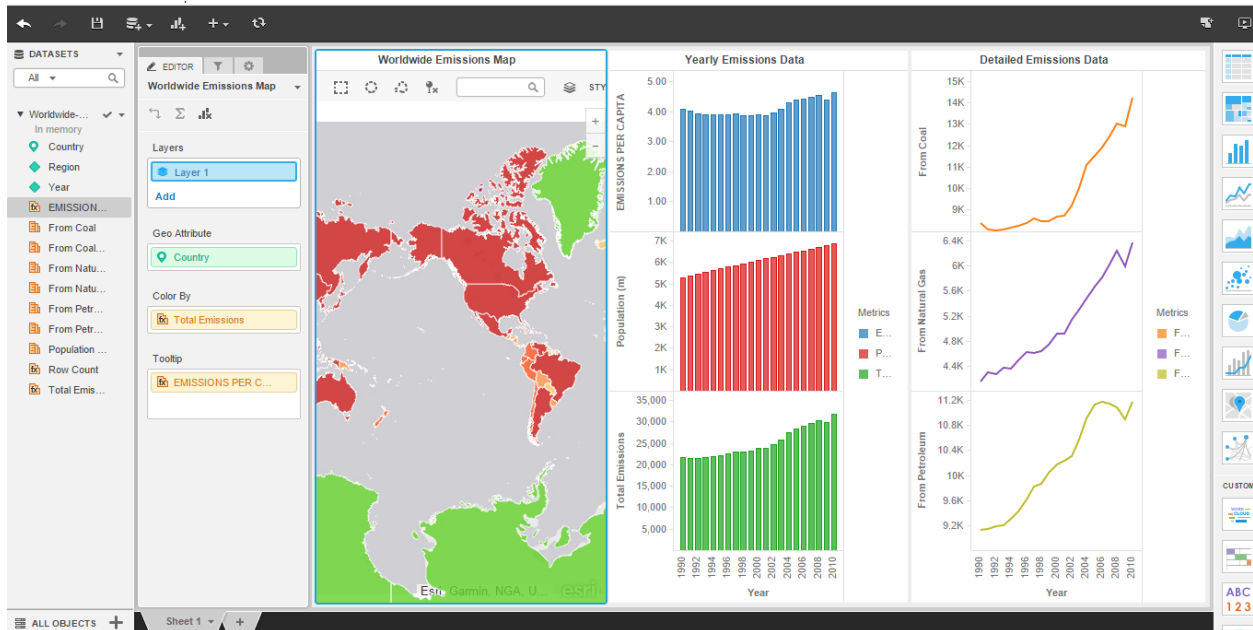 DATASETS
All
Worldwide-...
In memory
Country
Region
Year
EMISSION...
From Coal
From Coal...
From Natu...
From Natu...
From Petr...
From Petr...
Population ...
Row Count
Total Emis...
ALL OBJECTS
EDITOR
Worldwide Emissions Map
Layers
Layer 1
Add
Geo Attribute
Country
Color By
Total Emissions
Tooltip
EMISSIONS PER C...
Sheet 1
Worldwide Emissions Map
STY
Esri, Garmin, NGA, U...
esri
Yearly Emissions Data
EMISSIONS PER CAPITA
5.00
4.00
3.00
2.00
1.00
Population (m)
7K
6K
5K
4K
3K
2K
1K
Total Emissions
35,000
30,000
25,000
20,000
15,000
10,000
5,000
1990 1992 1994 1996 1998 2000 2002 2004 2006 2008 2010
Year
Metrics
E...
P...
T...
Detailed Emissions Data
From Coal
15K
14K
13K
12K
11K
10K
9K
From Natural Gas
6.4K
6K
5.6K
5.2K
4.8K
4.4K
From Petroleum
11.2K
10.8K
10.4K
10K
9.6K
9.2K
1990 1992 1994 1996 1998 2000 2002 2004 2006 2008 2010
Year
Metrics
F...
F...
F...
CUSTOM
WORD
CLOUD
ABC
123